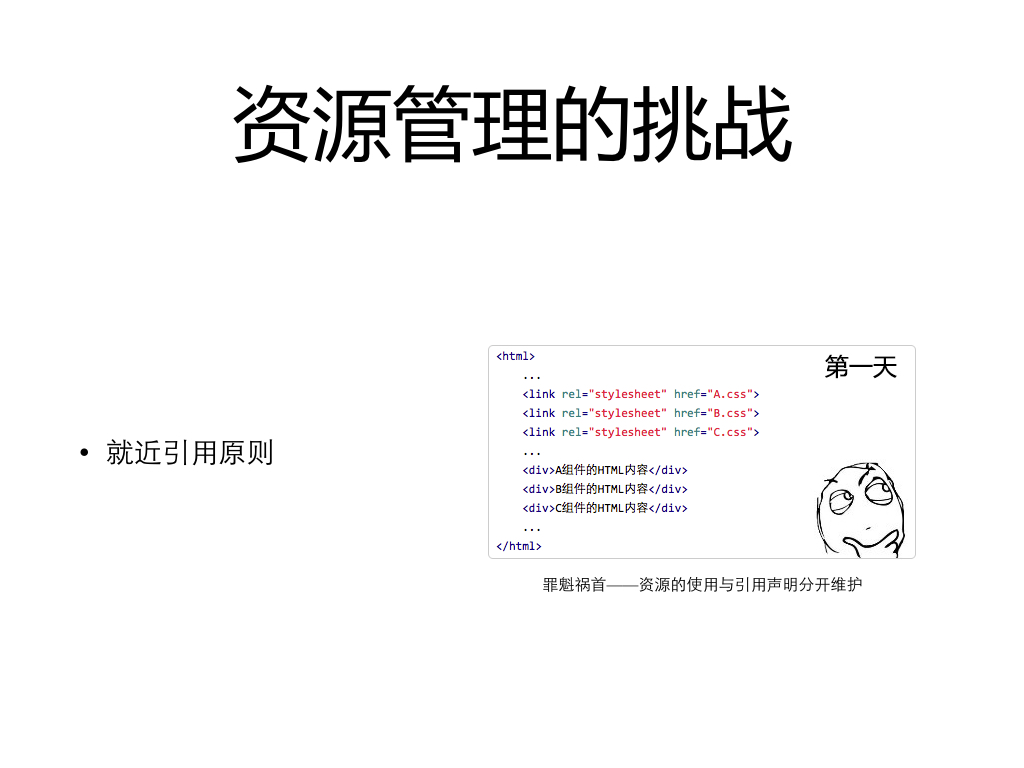 资源管理的挑战
• 就近引用原则
第一天
<html>
...
<link rel="stylesheet" href="A.css">
<link rel="stylesheet" href="B.css">
<link rel="stylesheet" href="C.css">
...
<div>A组件的HTML内容</div>
<div>B组件的HTML内容</div>
<div>C组件的HTML内容</div>
...
</html>
罪魁祸首——资源的使用与引用声明分开维护